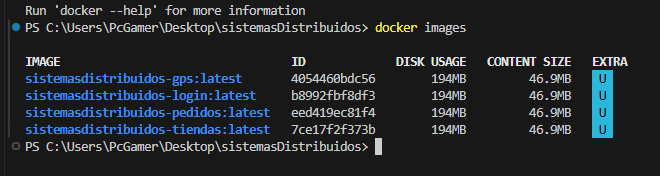 Run 'docker --help' for more information
PS C:\Users\PcGamer\Desktop\sistemasDistribuidos> docker images
IMAGE ID DISK USAGE CONTENT SIZE EXTRA
sistemasdistribuidos-gps:latest 4054460bdc56 194MB 46.9MB U
sistemasdistribuidos-login:latest b8992fbf8df3 194MB 46.9MB U
sistemasdistribuidos-pedidos:latest eed419ec81f4 194MB 46.9MB U
sistemasdistribuidos-tiendas:latest 7ce17f2f373b 194MB 46.9MB U
PS C:\Users\PcGamer\Desktop\sistemasDistribuidos>